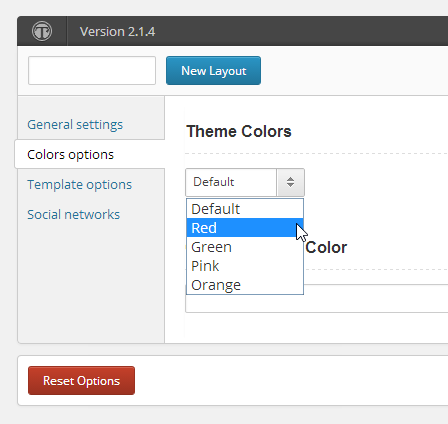 Version 2.1.4
New Layout
General settings
Colors options
Template options
Social networks
Theme Colors
Default
Default
Red
Green
Pink
Orange
Color
Reset Options